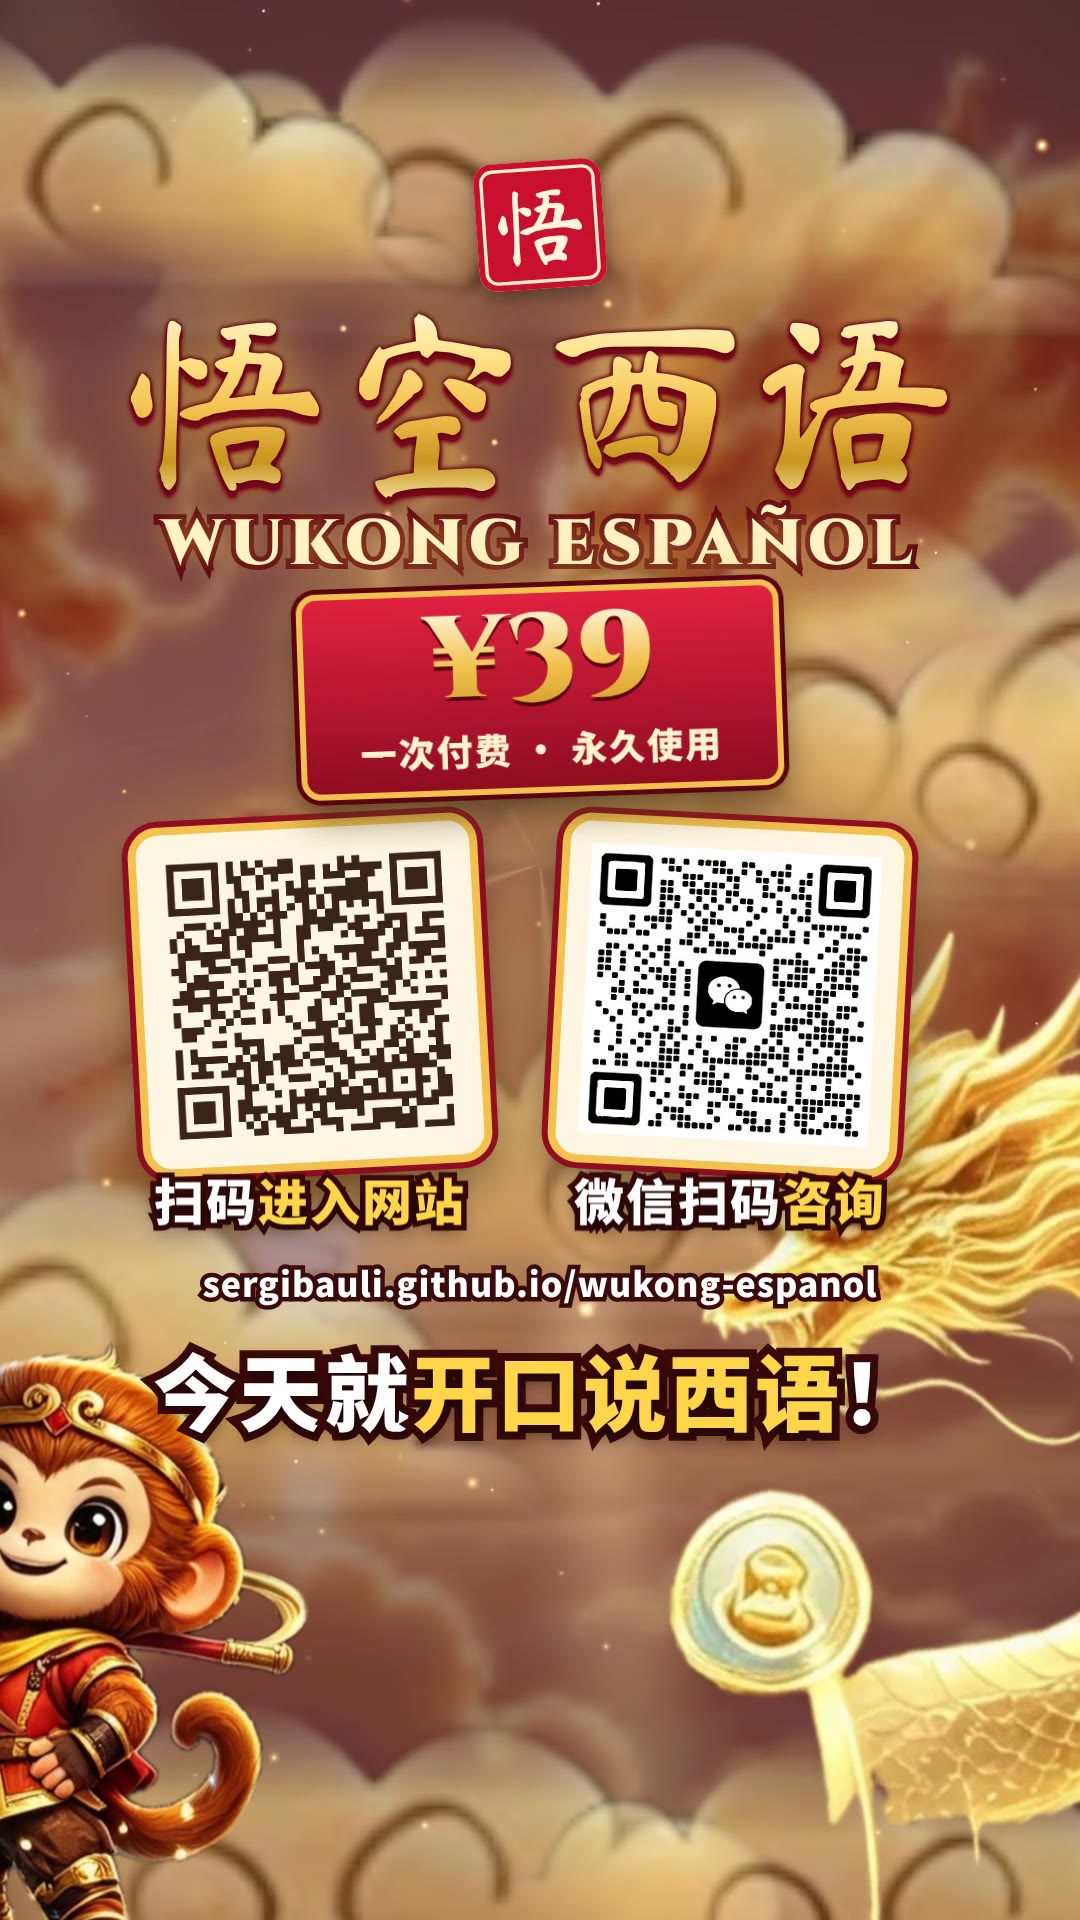 悟
悟空西语
WUKONG ESPAÑOL
¥39
一次付费 · 永久使用
扫码进入网站
微信扫码咨询
sergibauli.github.io/wukong-espanol
今天就开口说西语！